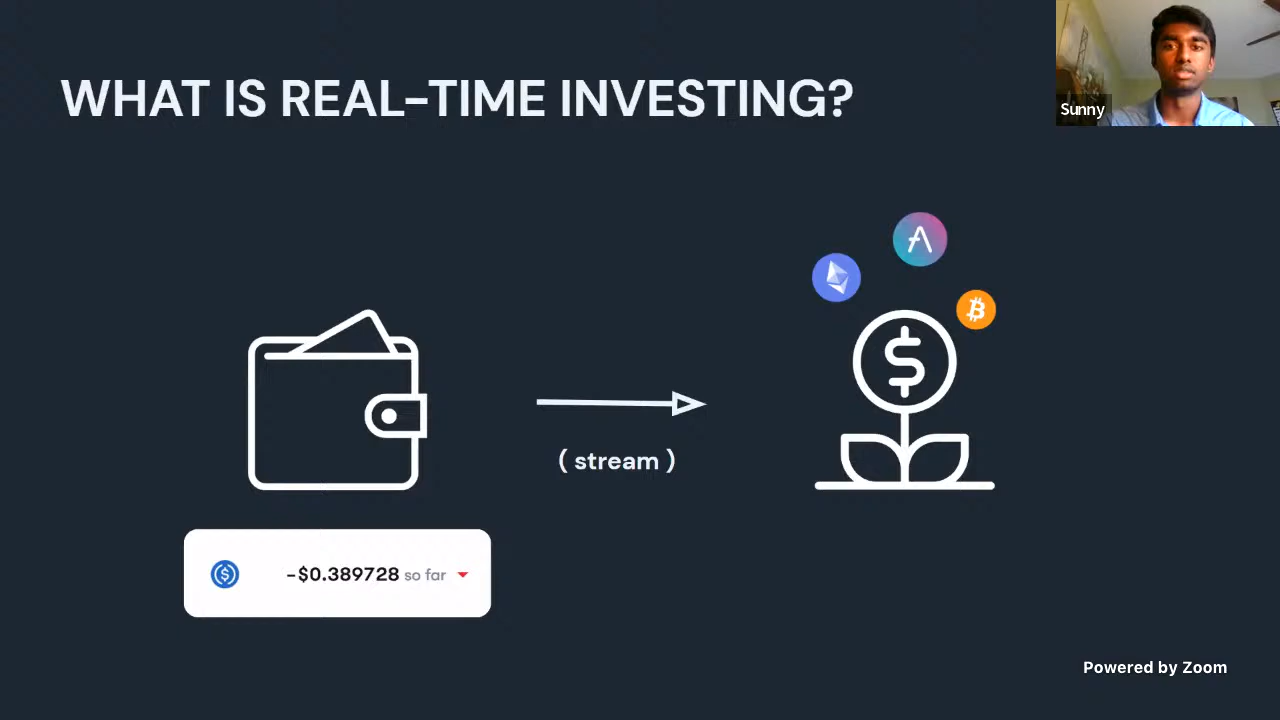 WHAT IS REAL-TIME INVESTING?
Sunny
( stream )
-$0.389728 so far
Powered by Zoom